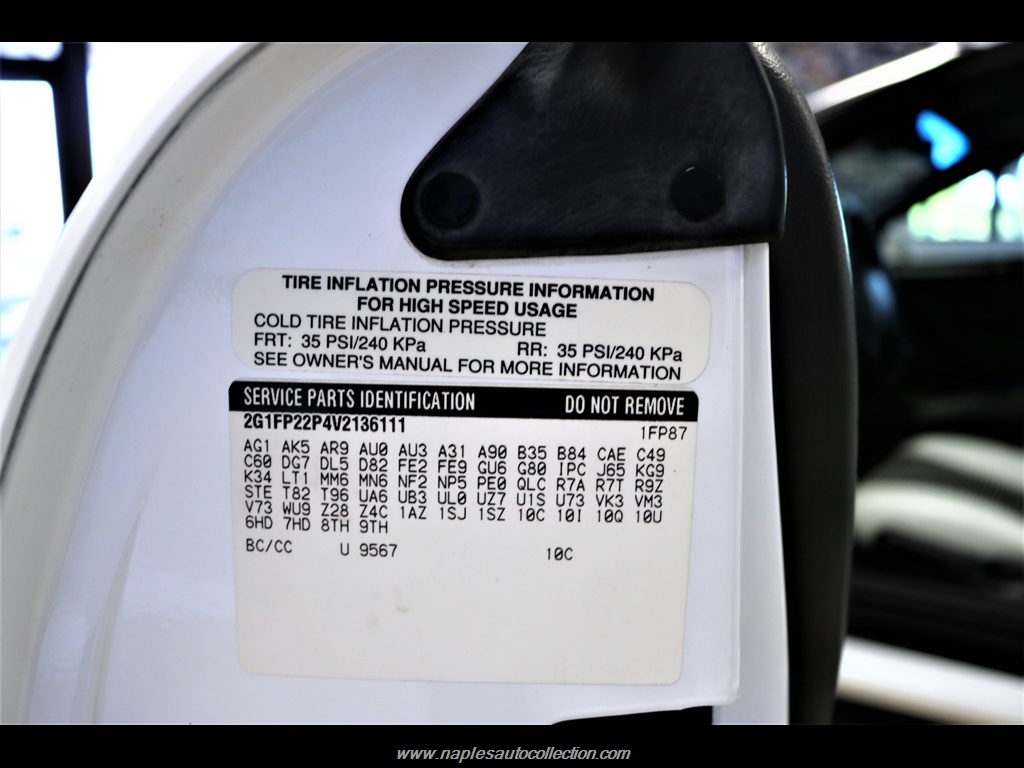 TIRE INFLATION PRESSURE INFORMATION
FOR HIGH SPEED USAGE
COLD TIRE INFLATION PRESSURE
FRT: 35 PSI/240 KPa RR: 35 PSI/240 KPa
SEE OWNER'S MANUAL FOR MORE INFORMATION
SERVICE PARTS IDENTIFICATION DO NOT REMOVE
2G1FP22P4V2136111 1FP87
AG1 AK5 AR9 AU0 AU3 A31 A90 B35 B84 CAE C49
C60 DG7 DL5 D82 FE2 FE9 GU6 G80 IPC J65 KG9
K34 LT1 MM6 MN6 NF2 NP5 PE0 QLC R7A R7T R9Z
STE T82 T96 UA6 UB3 UL0 UZ7 U1S U73 VK3 VM3
V73 WU9 Z28 Z4C 1AZ 1SJ 1SZ 10C 10I 10Q 10U
6HD 7HD 8TH 9TH
BC/CC U 9567 10C
www.naplesautocollection.com